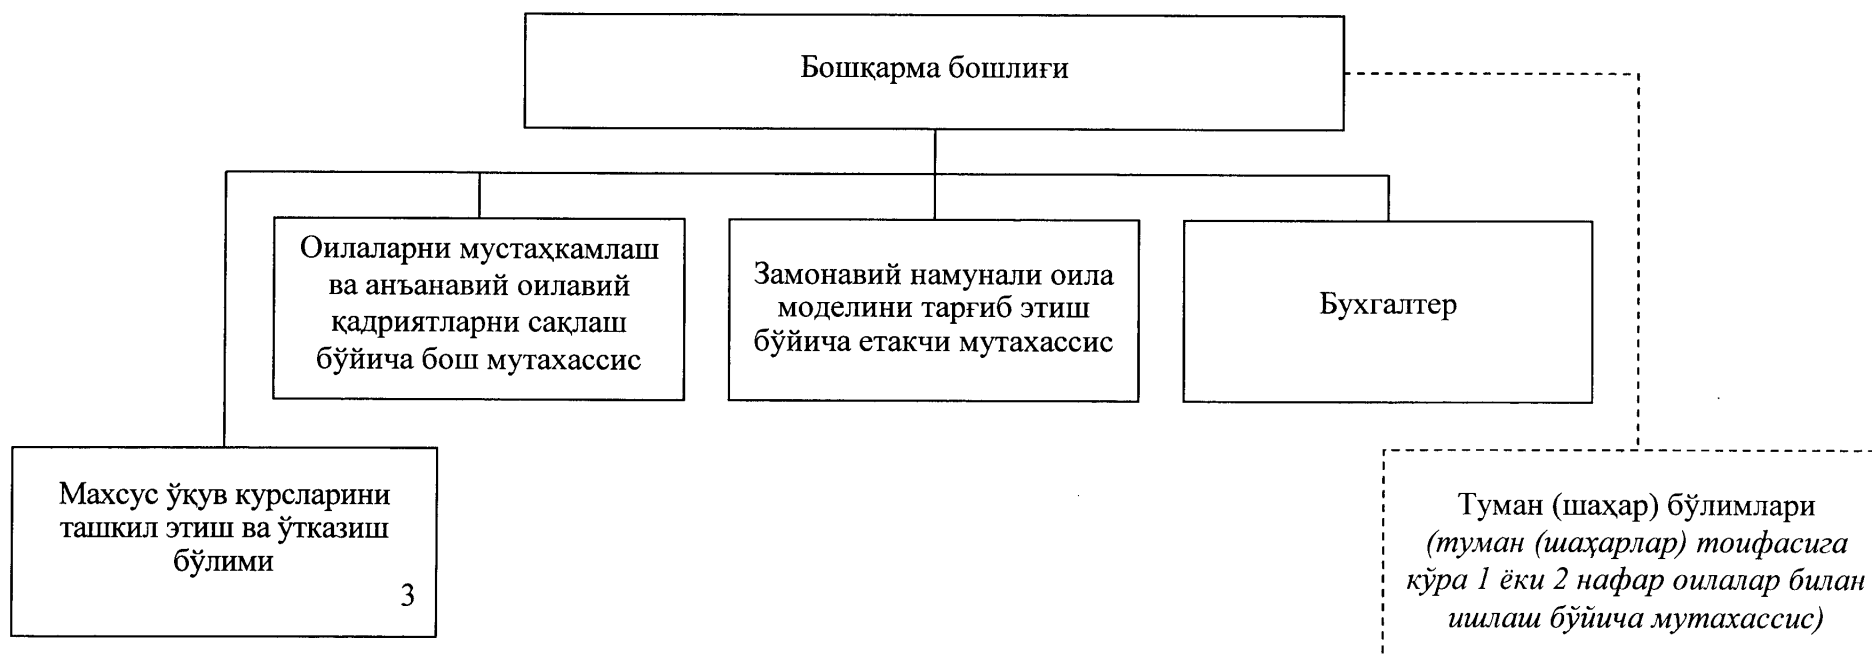 Бошқарма бошлиғи
Оилаларни мустаҳкамлаш
ва анъанавий оилавий
қадриятларни сақлаш
бўйича бош мутахассис
Замонавий намунали оила
моделини тарғиб этиш
бўйича етакчи мутахассис
Бухгалтер
Махсус ўқув курсларини
ташкил этиш ва ўтказиш
бўлими
3
Туман (шаҳар) бўлимлари
(туман (шаҳарлар) тоифасига
кўра 1 ёки 2 нафар оилалар билан
ишлаш бўйича мутахассис)